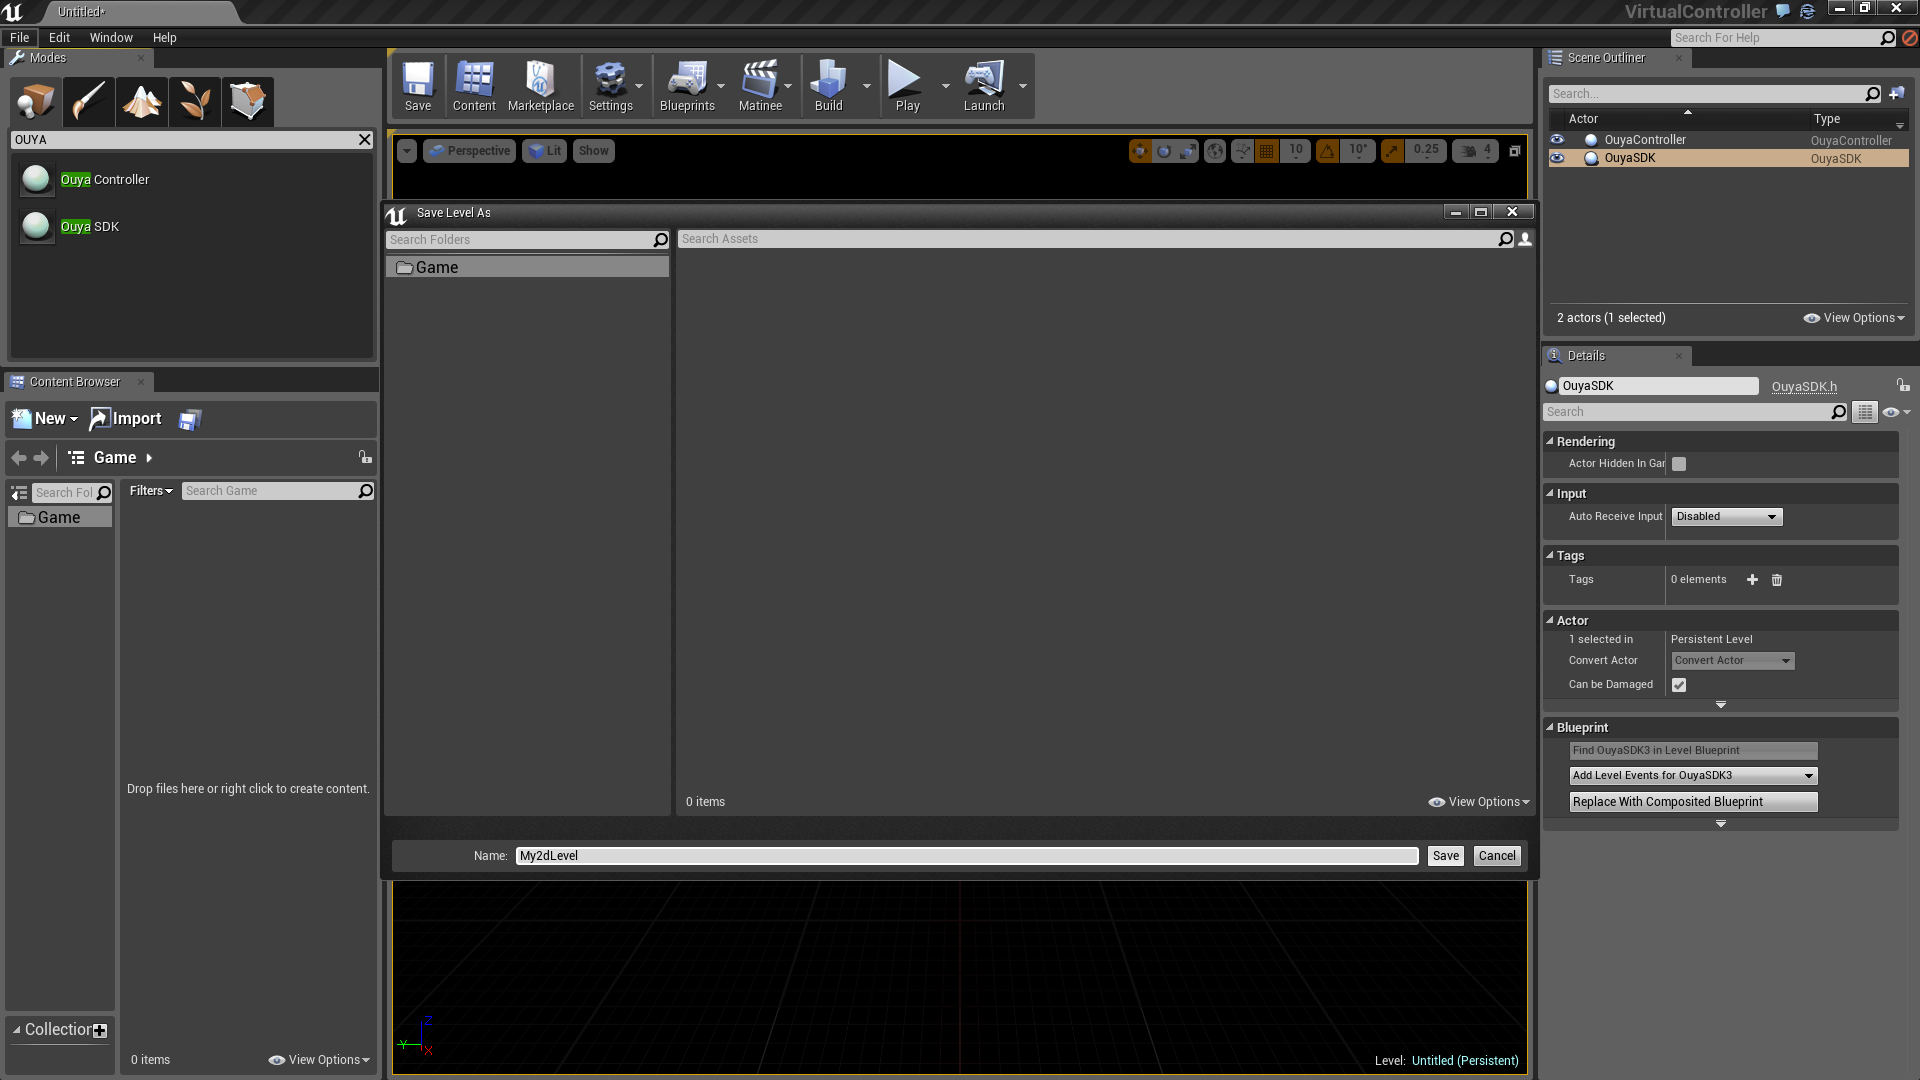 Untitled*
VirtualController
File Edit Window Help
Search For Help
Modes
OUYA
Ouya Controller
Ouya SDK
Save Content Marketplace Settings Blueprints Matinee Build Play Launch
Perspective Lit Show
10 10° 0.25 4
Scene Outliner
Search...
Actor Type
OuyaController OuyaController
OuyaSDK OuyaSDK
2 actors (1 selected)
View Options
Save Level As
Search Folders
Search Assets
Game
0 items
View Options
Name: My2dLevel Save Cancel
Content Browser
New Import
Game
Search Fol
Filters Search Game
Game
Drop files here or right click to create content.
Collection
0 items
View Options
Z
Y
X
Level: Untitled (Persistent)
Details
OuyaSDK OuyaSDK.h
Search
Rendering
Actor Hidden In Gar
Input
Auto Receive Input Disabled
Tags
Tags 0 elements
Actor
1 selected in Persistent Level
Convert Actor Convert Actor
Can be Damaged
Blueprint
Find OuyaSDK3 in Level Blueprint
Add Level Events for OuyaSDK3
Replace With Composited Blueprint